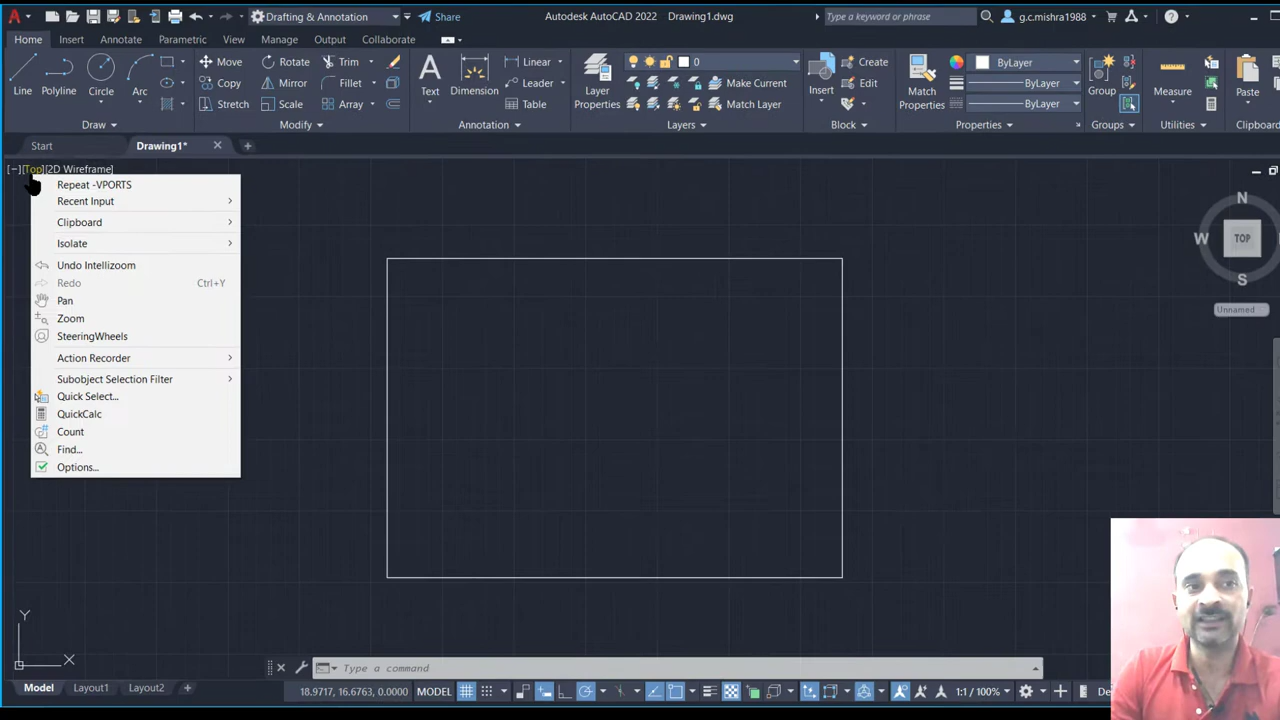 A Drafting & Annotation Share Autodesk AutoCAD 2022 Drawing1.dwg Type a keyword or phrase g.c.mishra1988
Home Insert Annotate Parametric View Manage Output Collaborate
Line Polyline Circle Arc
Move Rotate Trim
Copy Mirror Fillet
Stretch Scale Array
Text Dimension
Linear
Leader
Table
Layer Properties
0
Make Current
Match Layer
Insert
Create
Edit
Match Properties
ByLayer
ByLayer
ByLayer
Group Measure Paste
Draw Modify Annotation Layers Block Properties Groups Utilities Clipboard
Start Drawing1*
[−][Top][2D Wireframe]
Repeat -VPORTS
Recent Input
Clipboard
Isolate
Undo Intellizoom
Redo Ctrl+Y
Pan
Zoom
SteeringWheels
Action Recorder
Subobject Selection Filter
Quick Select...
QuickCalc
Count
Find...
Options...
N
W TOP
S
Unnamed
Y
X
Type a command
Model Layout1 Layout2 18.9717, 16.6763, 0.0000 MODEL 1:1 / 100%